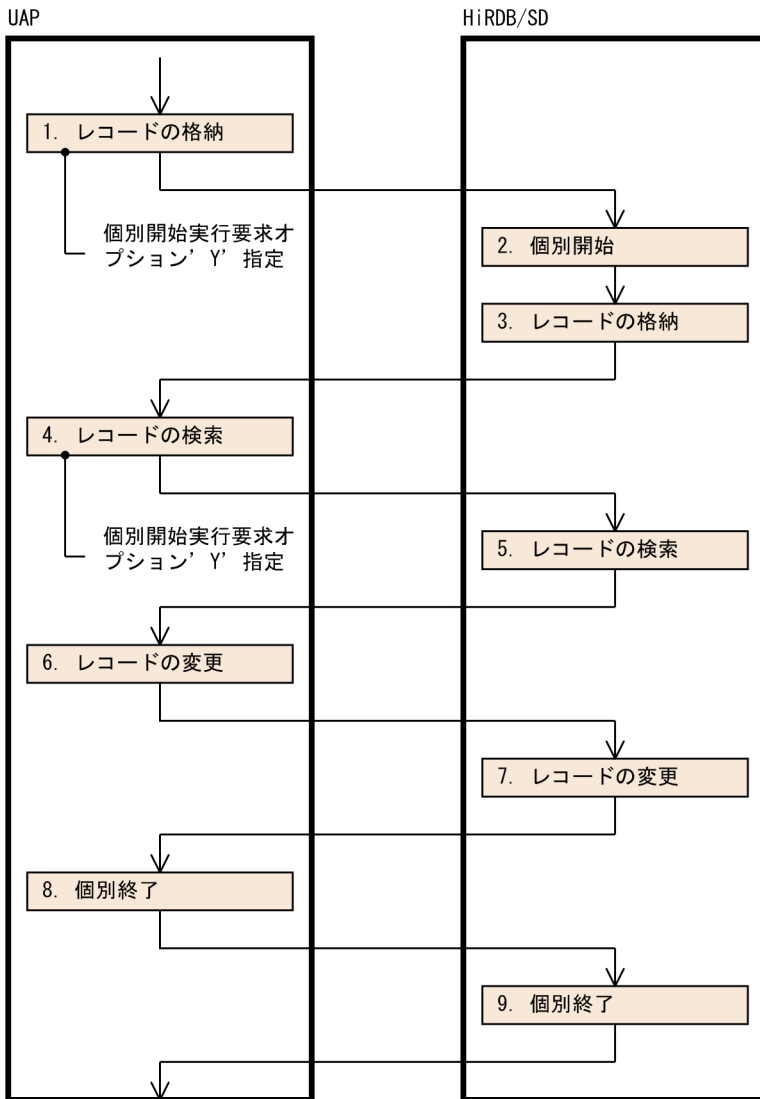 UAP
HiRDB/SD
1. レコードの格納
個別開始実行要求オ
プション’Y’指定
2. 個別開始
3. レコードの格納
4. レコードの検索
個別開始実行要求オ
プション’Y’指定
5. レコードの検索
6. レコードの変更
7. レコードの変更
8. 個別終了
9. 個別終了